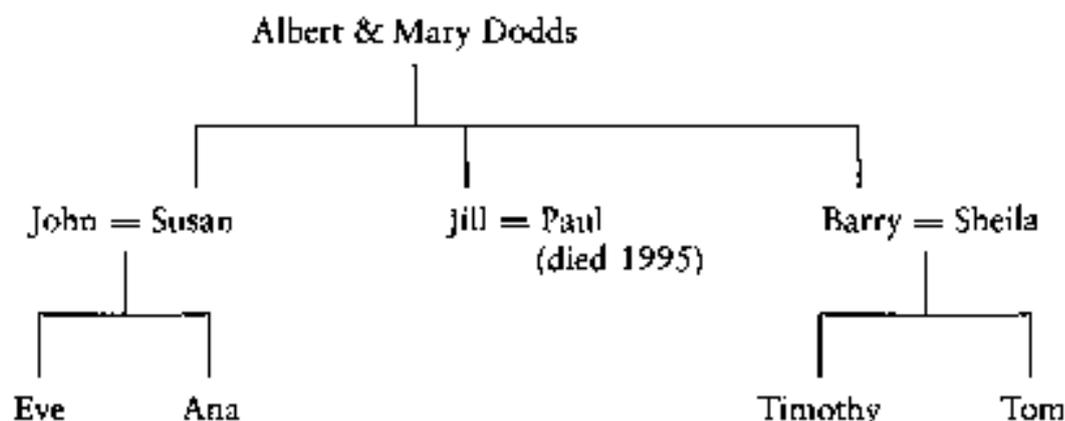 Albert & Mary Dodds
John = Susan
Jill = Paul
(died 1995)
Barry = Sheila
Eve
Ana
Timothy
Tom